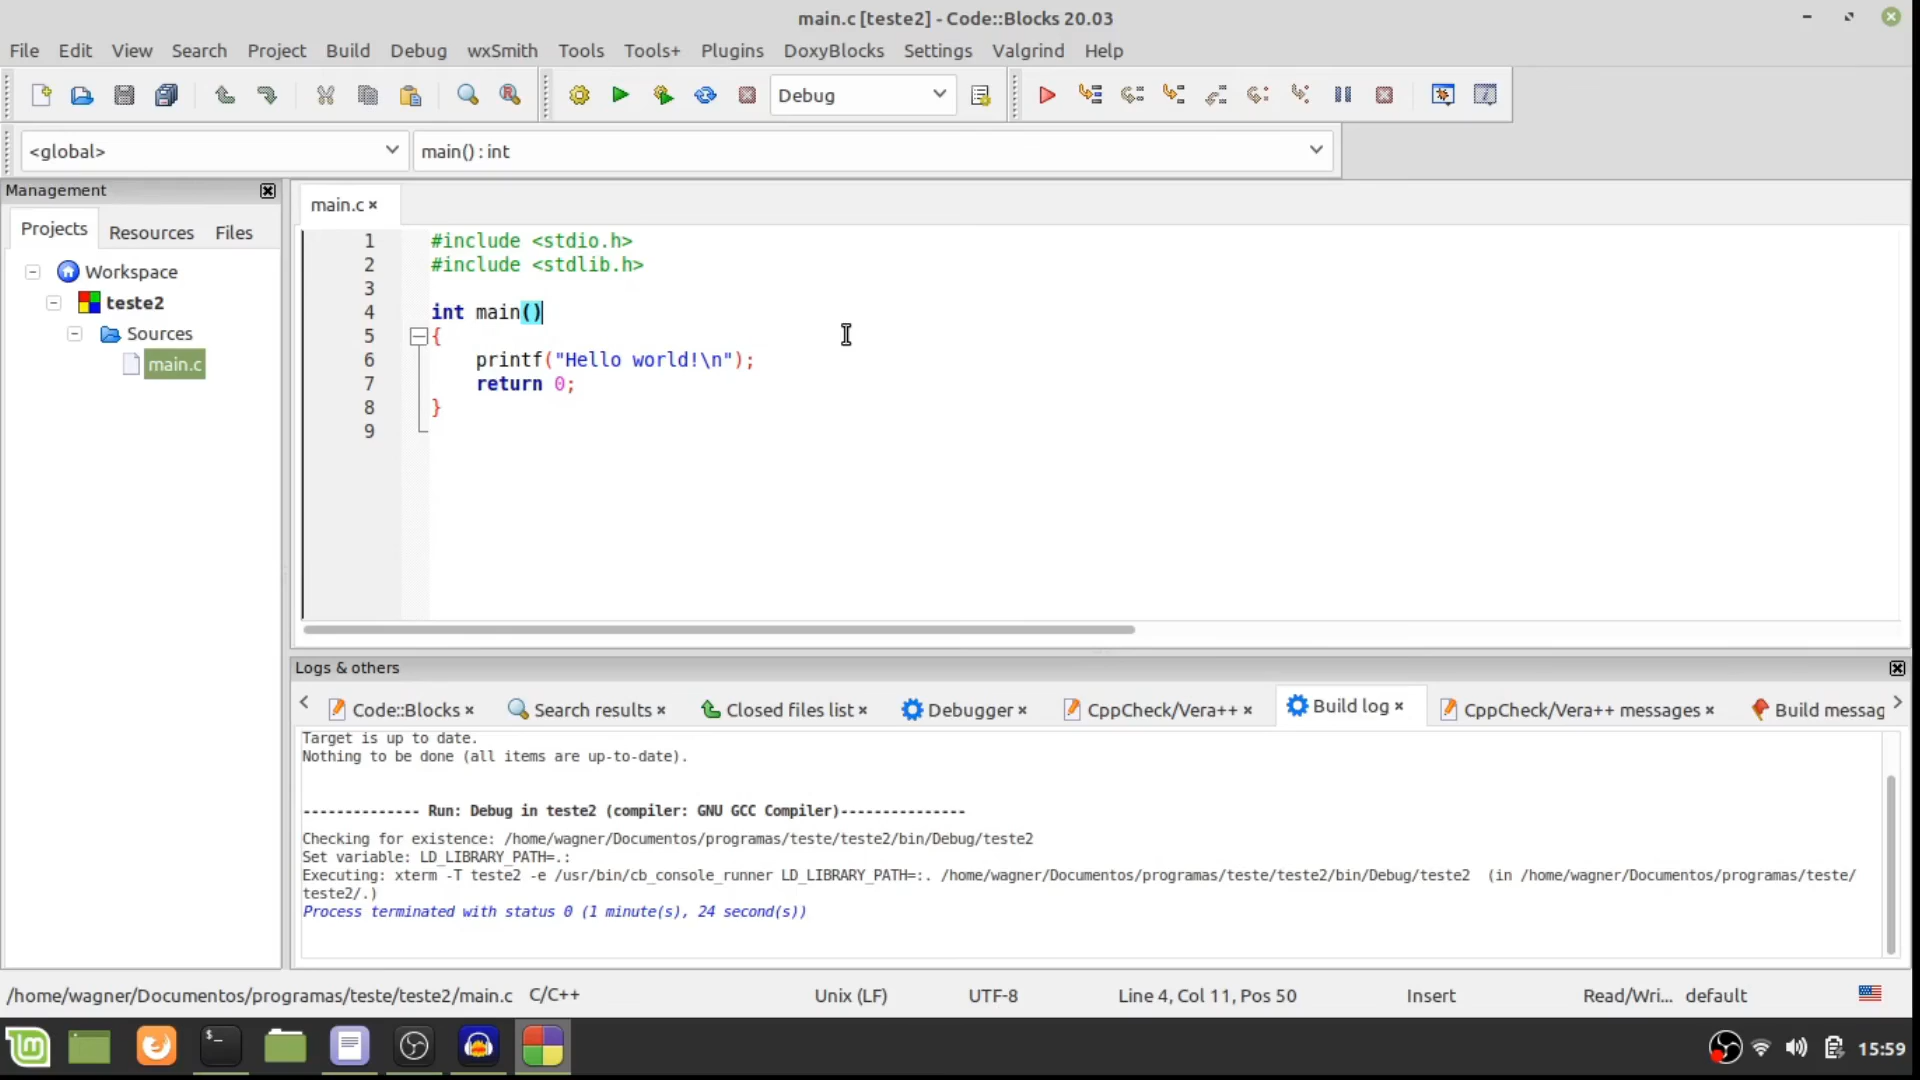 main.c [teste2] - Code::Blocks 20.03
File Edit View Search Project Build Debug wxSmith Tools Tools+ Plugins DoxyBlocks Settings Valgrind Help
Debug
<global> main() : int
Management
Projects Resources Files
Workspace
teste2
Sources
main.c
main.c
1 #include <stdio.h>
2 #include <stdlib.h>
3
4 int main()
5 {
6 printf("Hello world!\n");
7 return 0;
8 }
9
Logs & others
Code::Blocks Search results Closed files list Debugger CppCheck/Vera++ Build log CppCheck/Vera++ messages Build messag
Target is up to date.
Nothing to be done (all items are up-to-date).
-------------- Run: Debug in teste2 (compiler: GNU GCC Compiler)---------------
Checking for existence: /home/wagner/Documentos/programas/teste/teste2/bin/Debug/teste2
Set variable: LD_LIBRARY_PATH=.:
Executing: xterm -T teste2 -e /usr/bin/cb_console_runner LD_LIBRARY_PATH=:. /home/wagner/Documentos/programas/teste/teste2/bin/Debug/teste2  (in /home/wagner/Documentos/programas/teste/
teste2/.)
Process terminated with status 0 (1 minute(s), 24 second(s))
/home/wagner/Documentos/programas/teste/teste2/main.c C/C++ Unix (LF) UTF-8 Line 4, Col 11, Pos 50 Insert Read/Wri... default
15:59